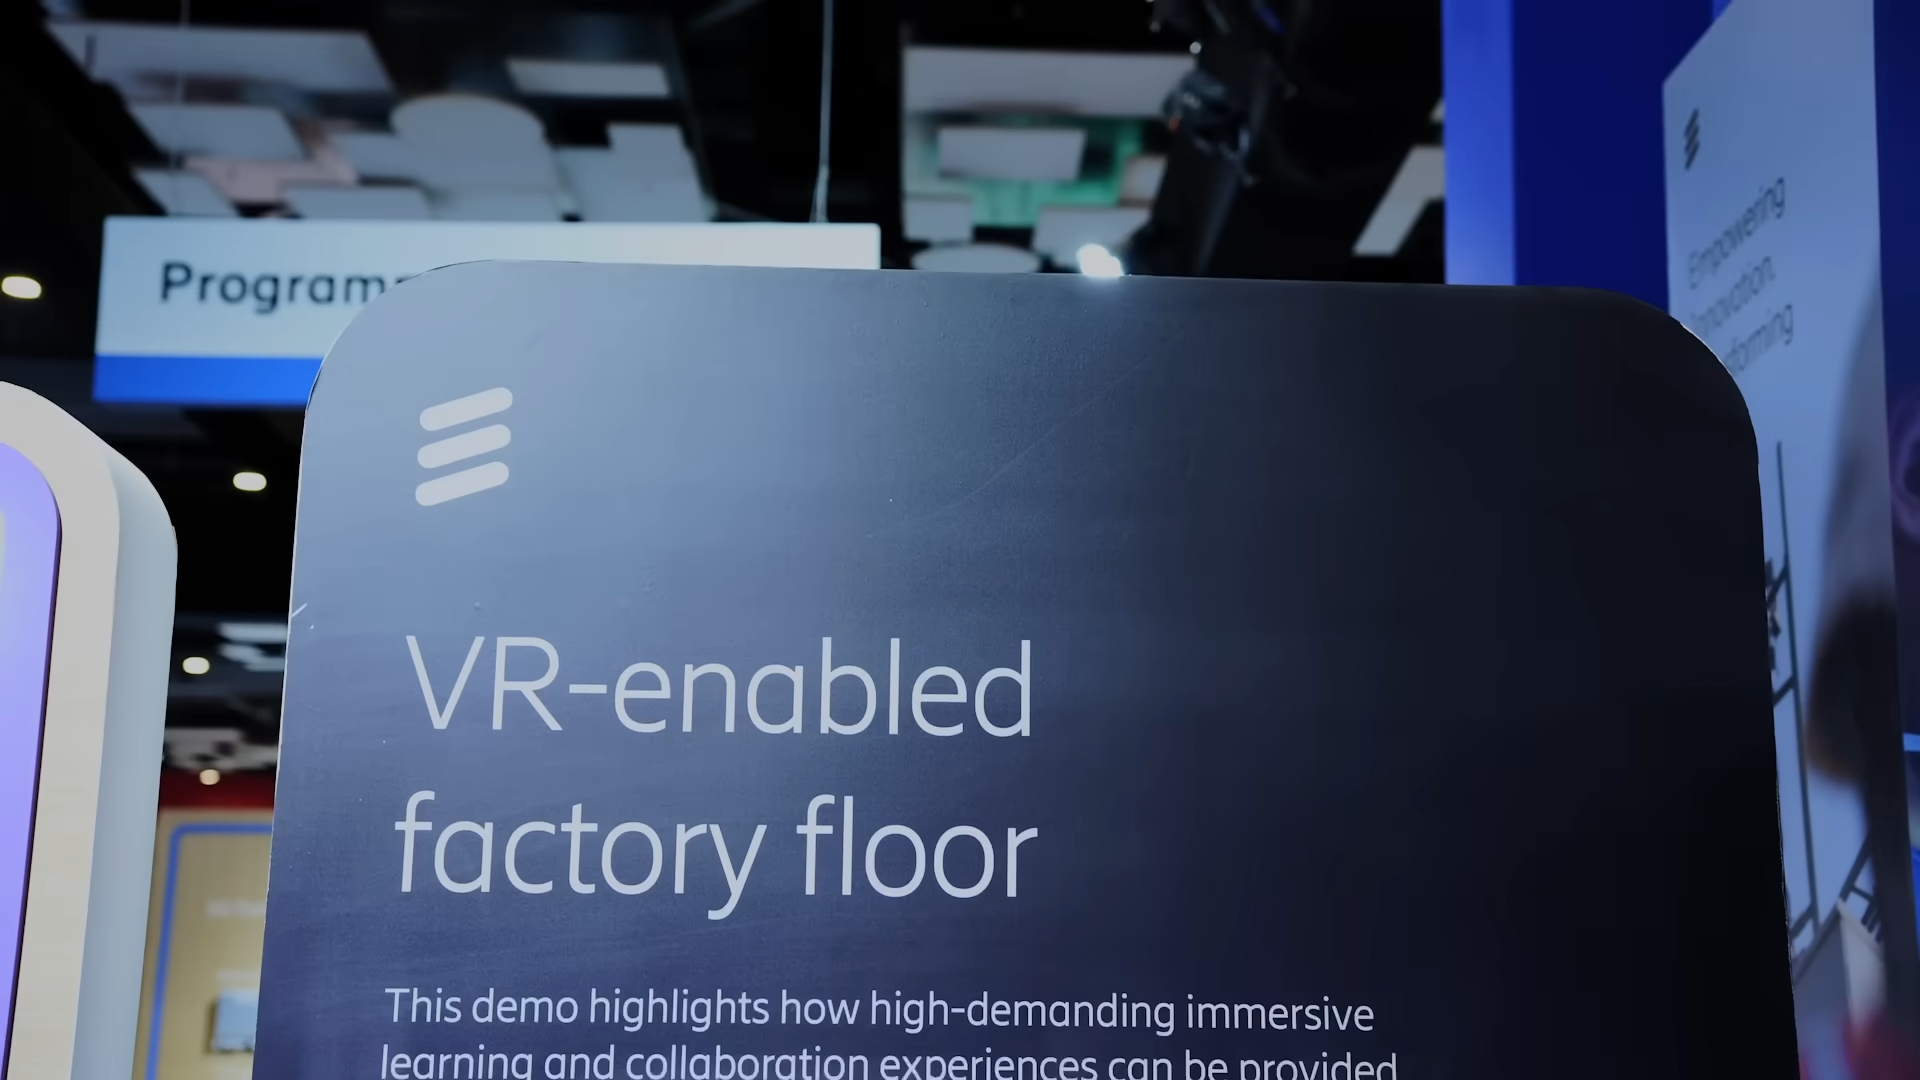 Program
Empowering
innovation.
VR-enabled
factory floor
This demo highlights how high-demanding immersive
learning and collaboration experiences can be provided